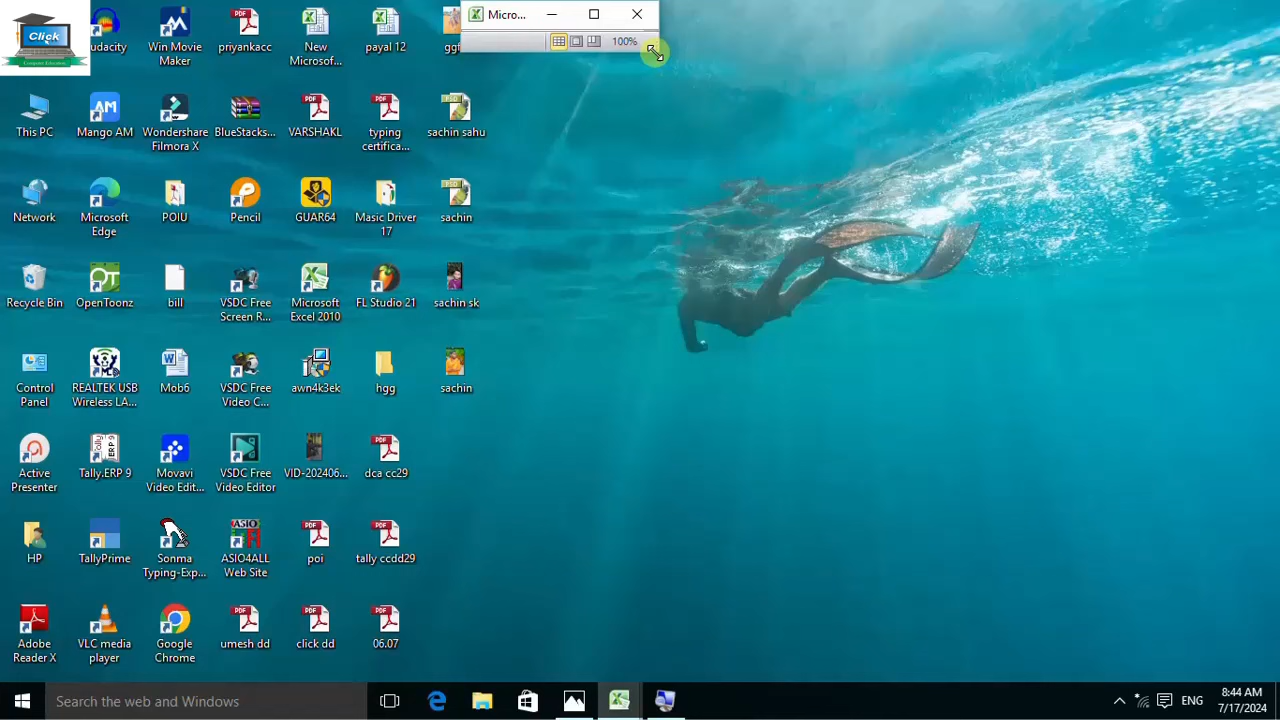 Click
Computer Education
udacity
Win Movie
Maker
priyankacc
New
Microsof...
payal 12
ggf
Micro...
100%
This PC
Mango AM
Wondershare
Filmora X
BlueStacks...
VARSHAKL
typing
certifica...
sachin sahu
Network
Microsoft
Edge
POIU
Pencil
GUAR64
Masic Driver
17
sachin
Recycle Bin
OpenToonz
bill
VSDC Free
Screen R...
Microsoft
Excel 2010
FL Studio 21
sachin sk
Control
Panel
REALTEK USB
Wireless LA...
Mob6
VSDC Free
Video C...
awn4k3ek
hgg
sachin
Active
Presenter
Tally.ERP 9
Movavi
Video Edit...
VSDC Free
Video Editor
VID-202406...
dca cc29
HP
TallyPrime
Sonma
Typing-Exp...
ASIO4ALL
Web Site
poi
tally ccdd29
Adobe
Reader X
VLC media
player
Google
Chrome
umesh dd
click dd
06.07
Search the web and Windows
ENG
8:44 AM
7/17/2024